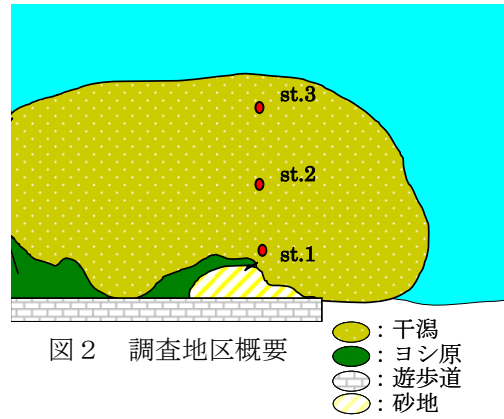 st.3
st.2
st.1
図2 調査地区概要
:干潟
:ヨシ原
:遊歩道
:砂地